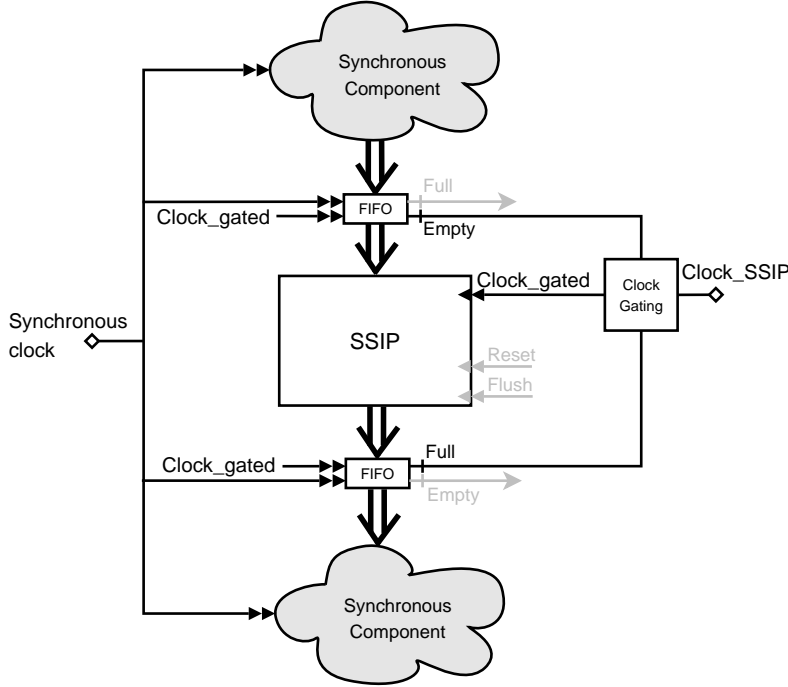 Synchronous
Component
Full
FIFO
Clock_gated
Empty
Clock_gated
Clock_SSIP
Clock
Gating
Synchronous
clock
SSIP
Reset
Flush
Full
Clock_gated
FIFO
Empty
Synchronous
Component